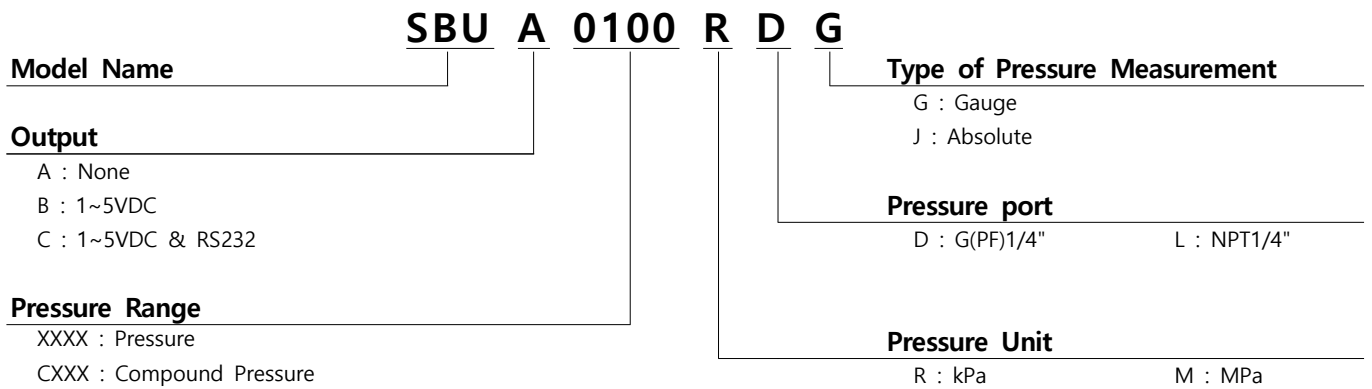 SBU A 0100 R D G
Model Name
Output
A : None
B : 1~5VDC
C : 1~5VDC & RS232
Pressure Range
XXXX : Pressure
CXXX : Compound Pressure
Type of Pressure Measurement
G : Gauge
J : Absolute
Pressure port
D : G(PF)1/4" L : NPT1/4"
Pressure Unit
R : kPa M : MPa